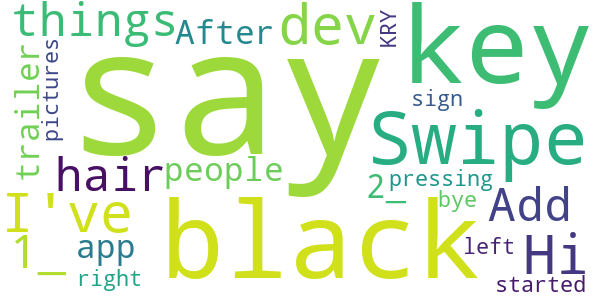 things After dev KRY key
trailer pictures say sign
Swipe
hair people 2_ pressing
I've black bye Add
1_ app left Hi
right started